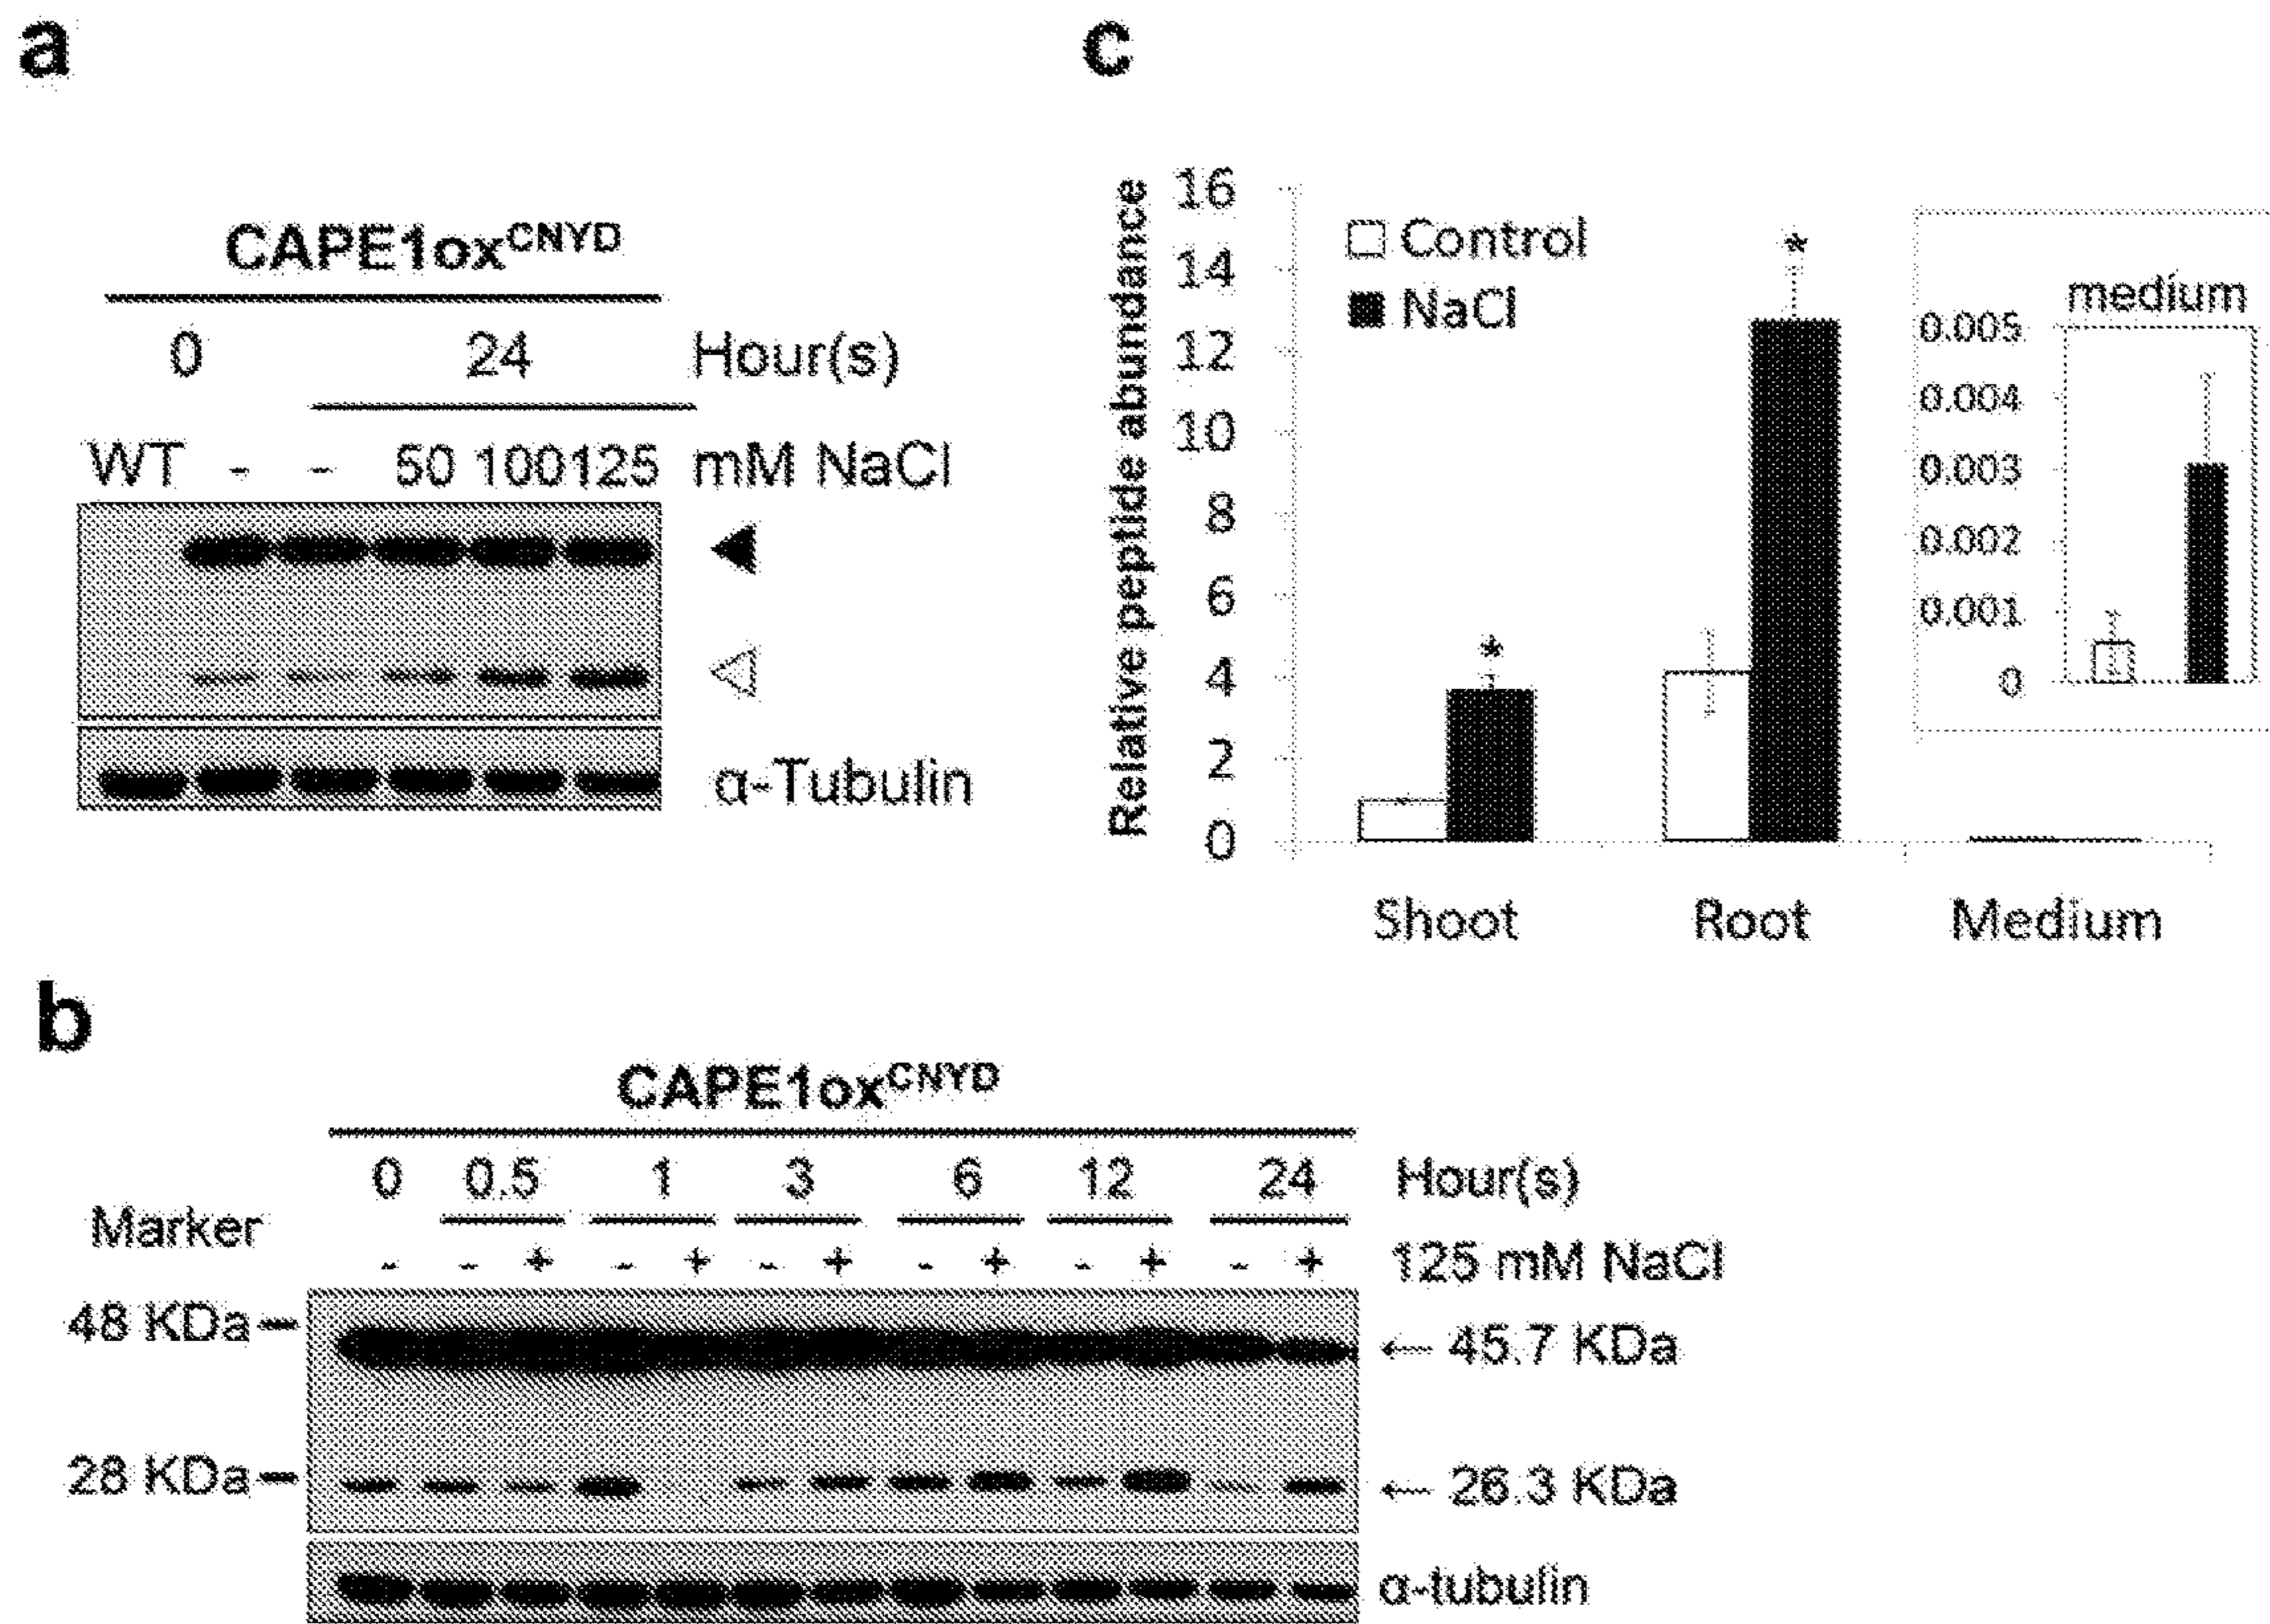 a
CAPE1ox^CNYD
0 24 Hour(s)
WT - - 50 100 125 mM NaCl
α-Tubulin
c
Relative peptide abundance
16
14
12
10
8
6
4
2
0
Control
NaCl
*
*
Shoot Root Medium
medium
0.005
0.004
0.003
0.002
0.001
0
b
CAPE1ox^CNYD
0 0.5 1 3 6 12 24 Hour(s)
Marker
- - + - + - + - + - + - + 125 mM NaCl
48 KDa
← 45.7 KDa
28 KDa
← 26.3 KDa
α-tubulin